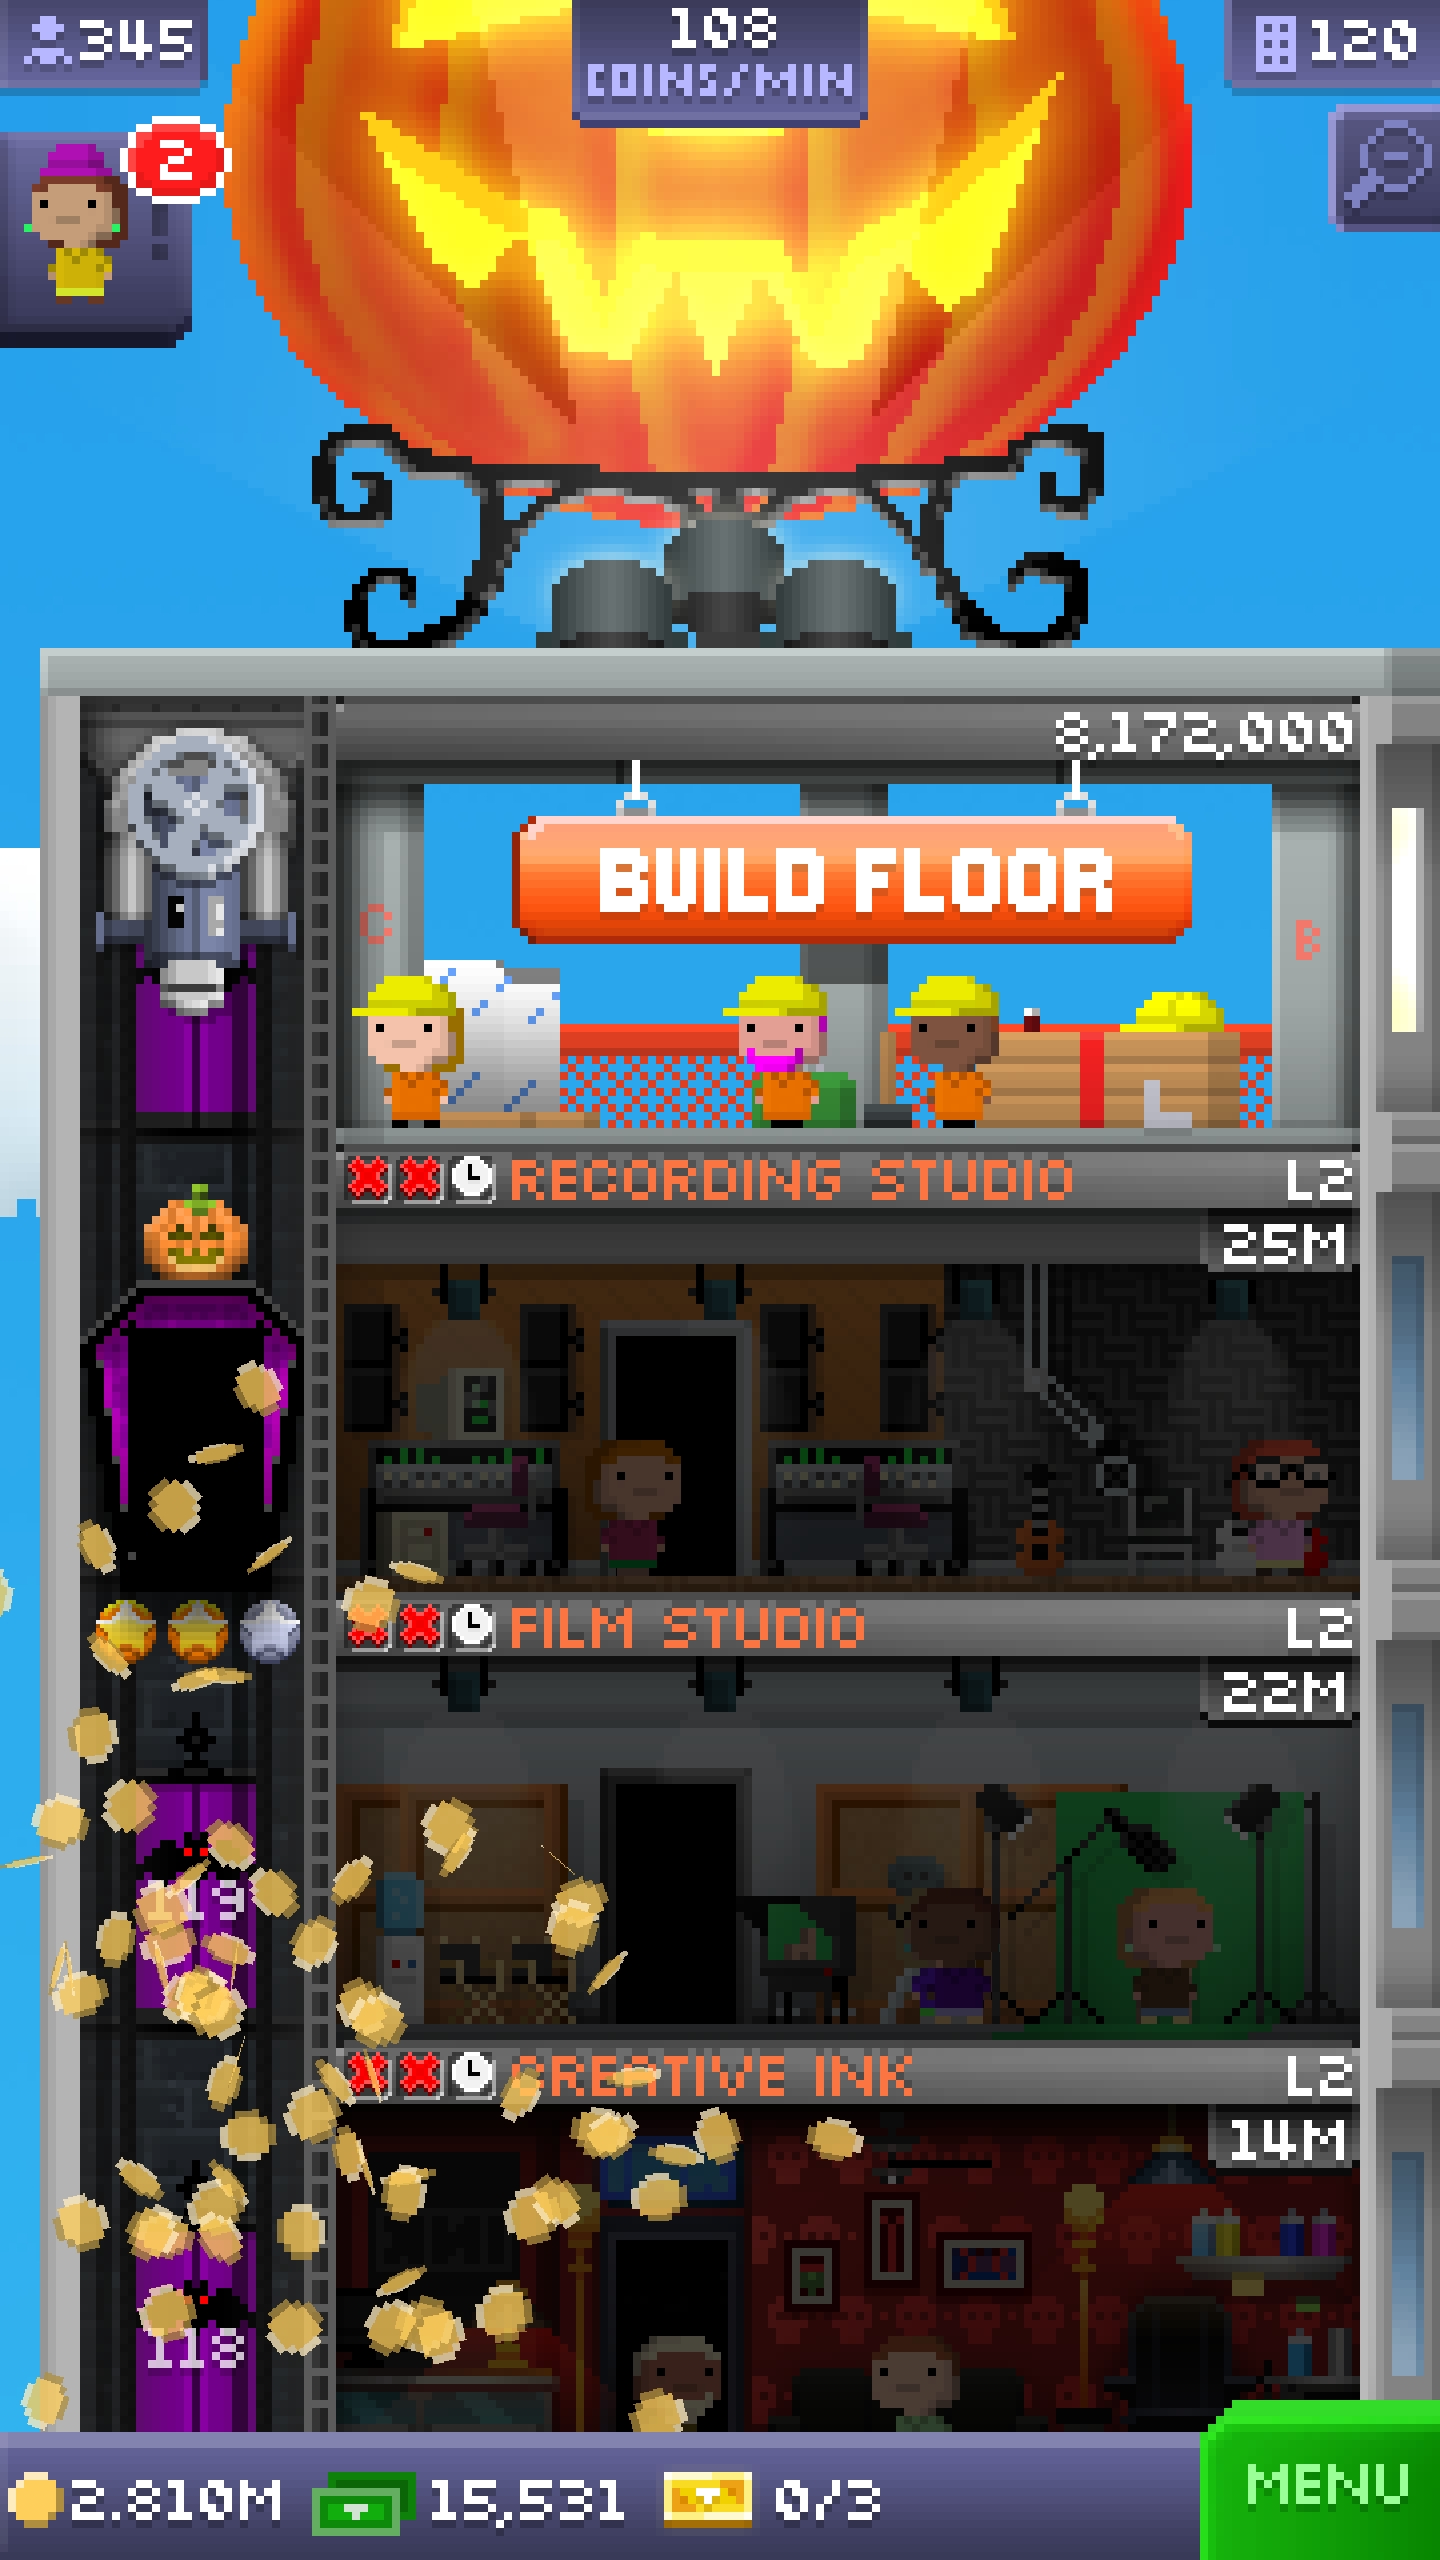 345
108
COINS/MIN
120
2
8,172,000
BUILD FLOOR
C
B
RECORDING STUDIO L2
25M
FILM STUDIO L2
22M
119
CREATIVE INK L2
14M
118
2.810M 15,531 0/3
MENU